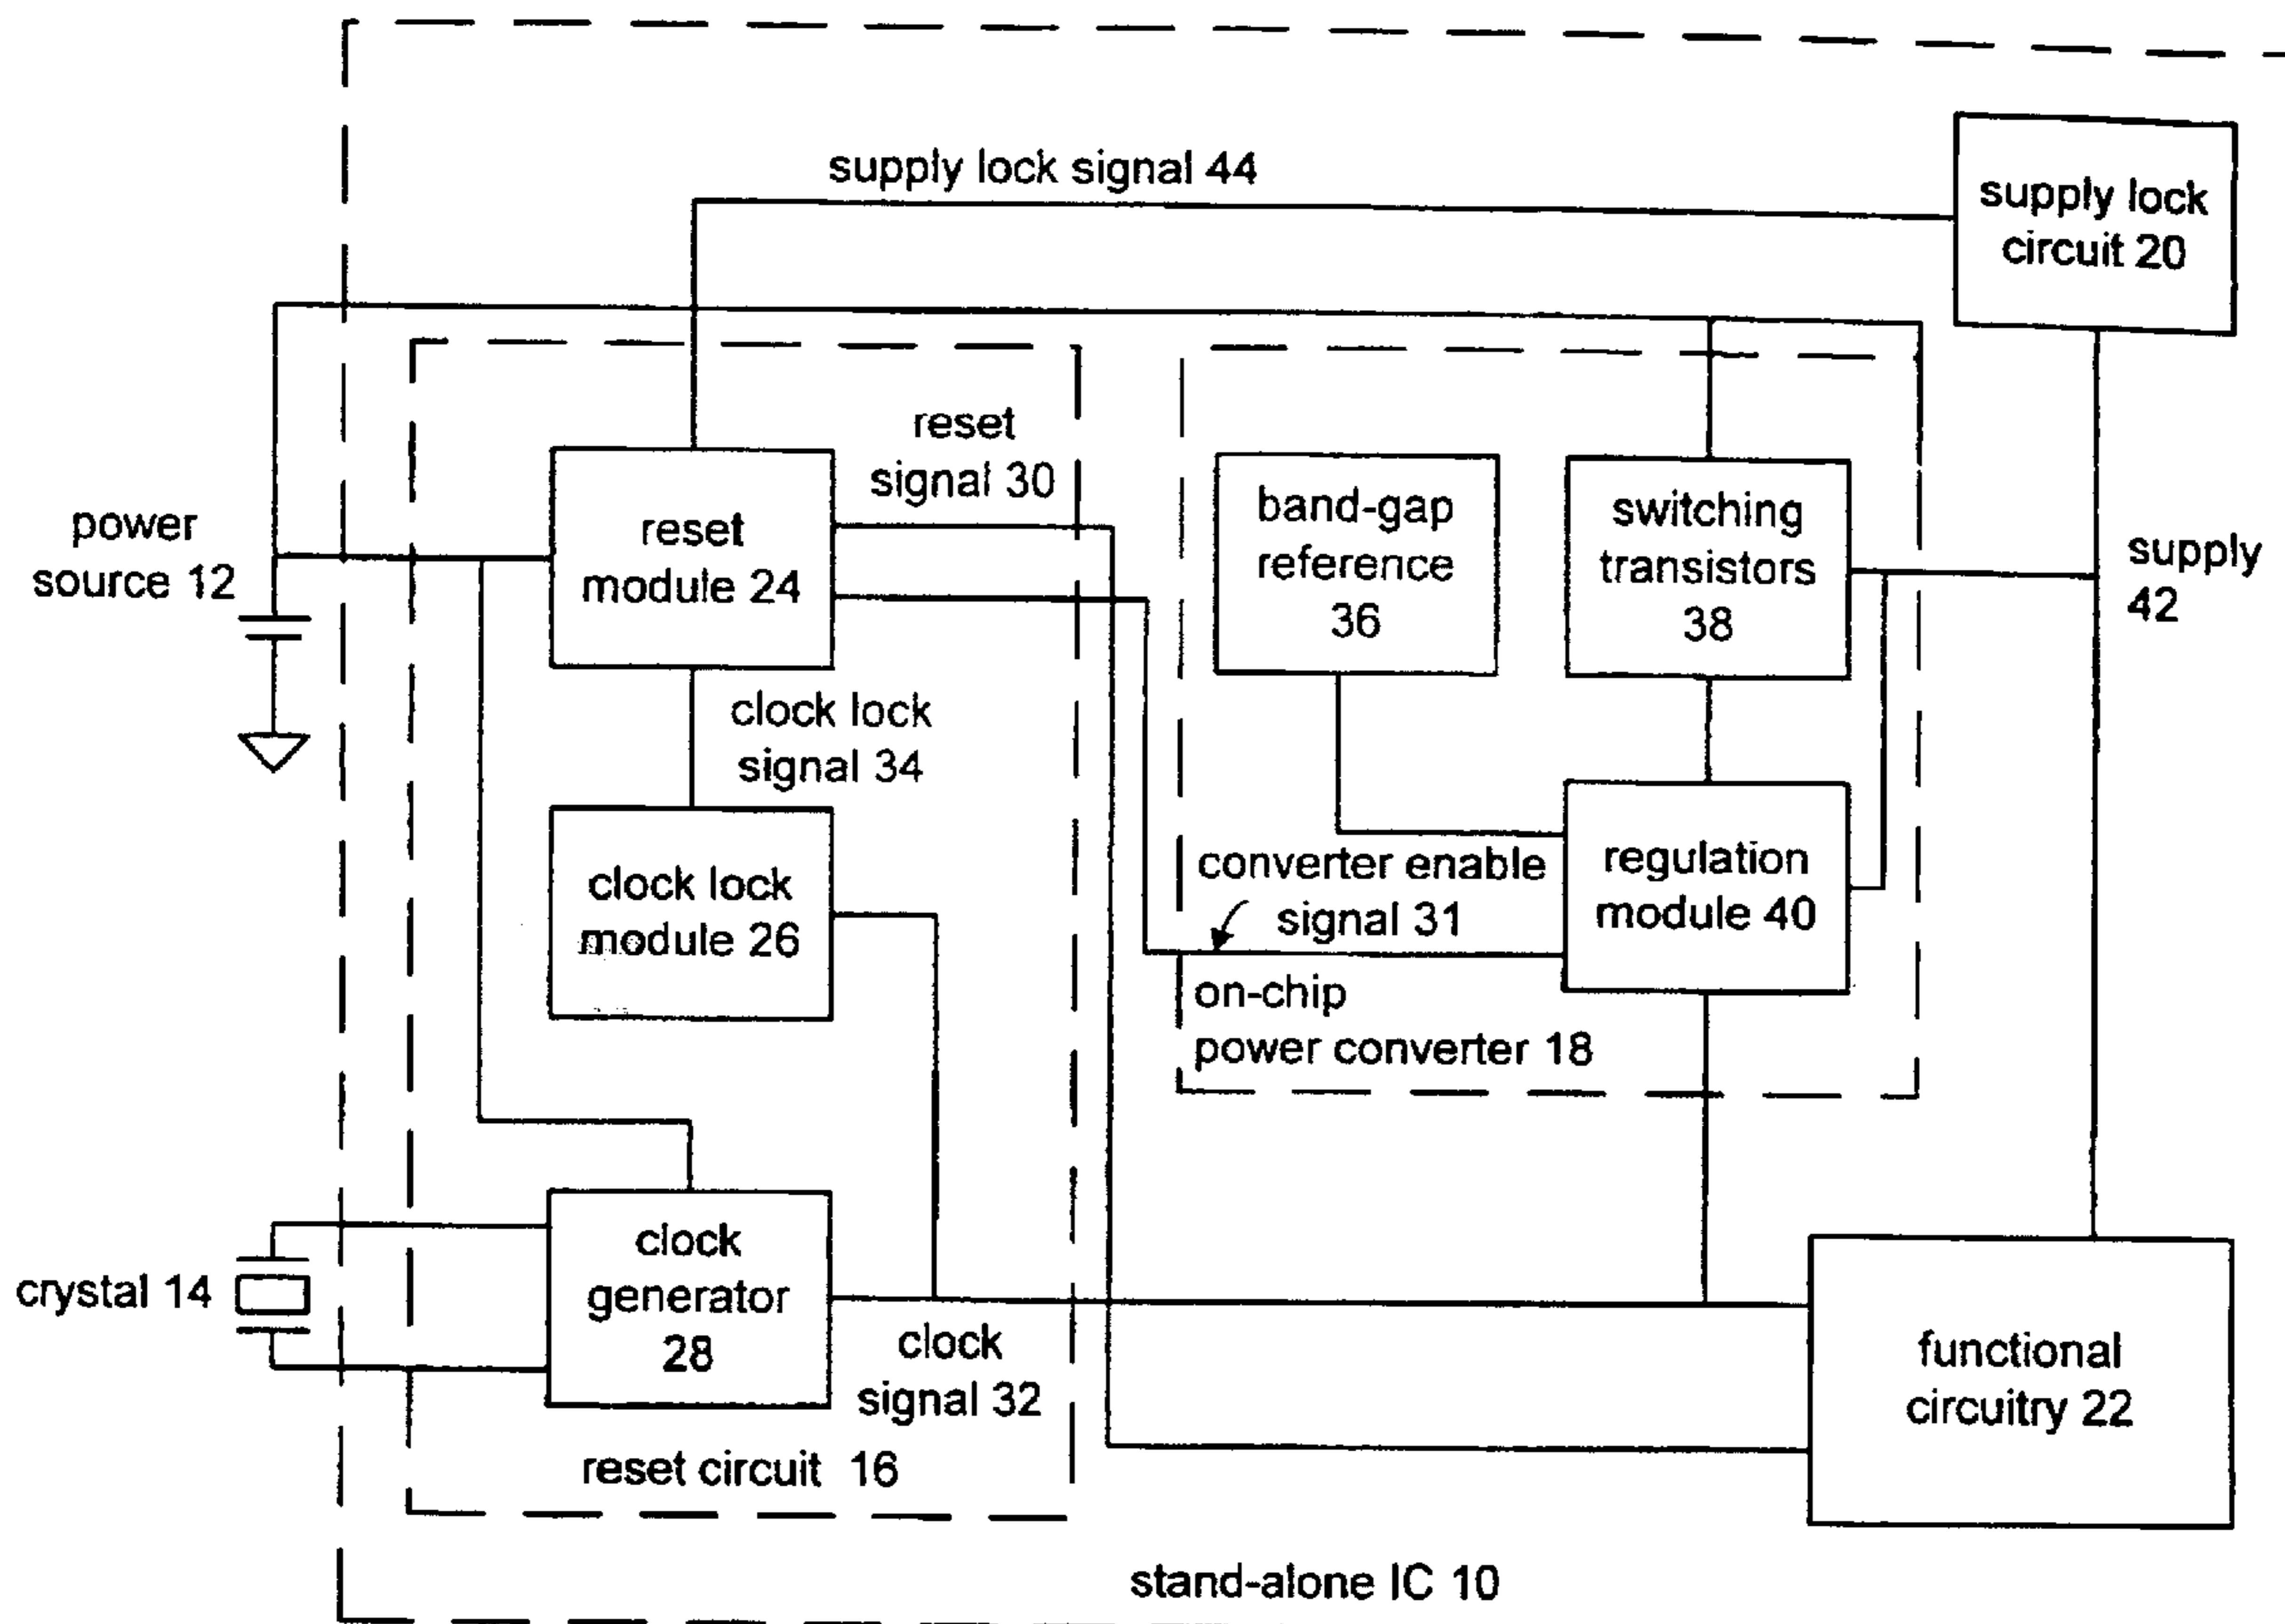 supply lock signal 44
supply lock
circuit 20
reset
signal 30
power
source 12
reset
module 24
band-gap
reference
36
switching
transistors
38
supply
42
clock lock
signal 34
clock lock
module 26
converter enable
signal 31
regulation
module 40
on-chip
power converter 18
crystal 14
clock
generator
28
clock
signal 32
functional
circuitry 22
reset circuit 16
stand-alone IC 10